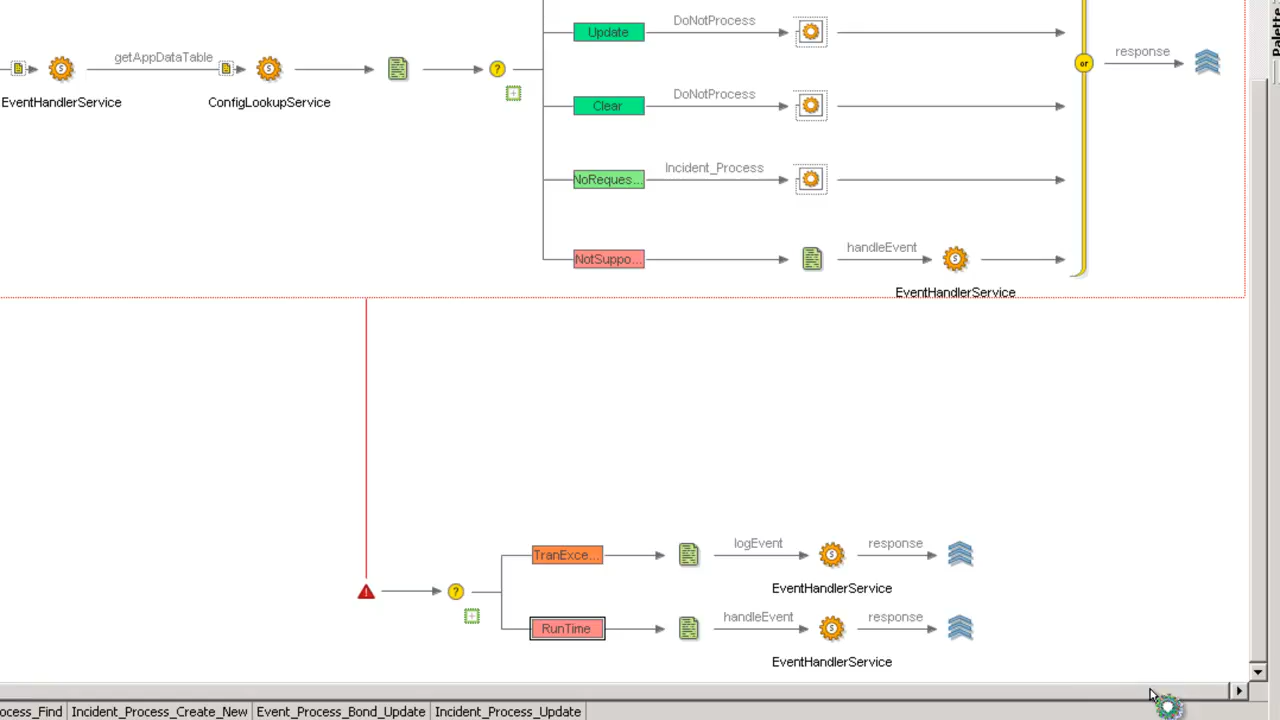 Palette
DoNotProcess
Update
response
getAppDataTable
or
EventHandlerService
ConfigLookupService
DoNotProcess
Clear
Incident_Process
NoReques...
handleEvent
NotSuppo...
EventHandlerService
logEvent
response
TranExce...
EventHandlerService
handleEvent
response
RunTime
EventHandlerService
ocess_Find
Incident_Process_Create_New
Event_Process_Bond_Update
Incident_Process_Update